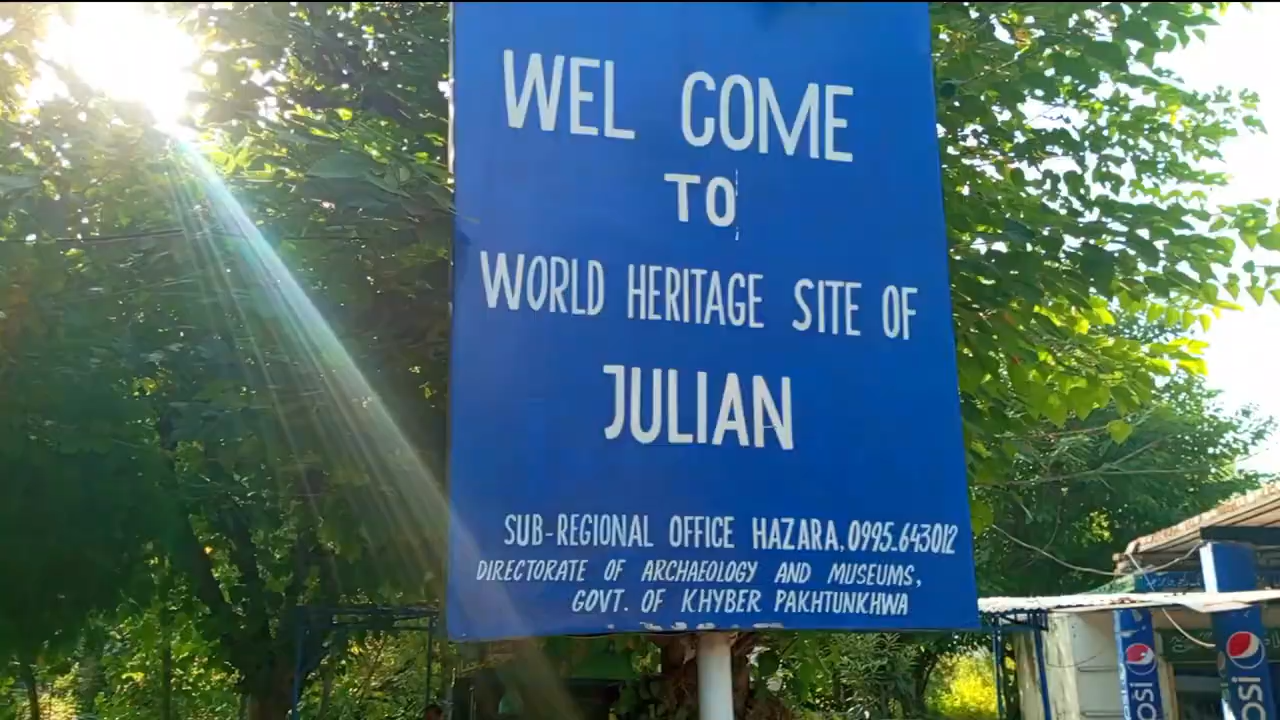 WEL COME
TO
WORLD HERITAGE SITE OF
JULIAN
SUB-REGIONAL OFFICE HAZARA, 0995-643012
DIRECTORATE OF ARCHAEOLOGY AND MUSEUMS,
GOVT. OF KHYBER PAKHTUNKHWA